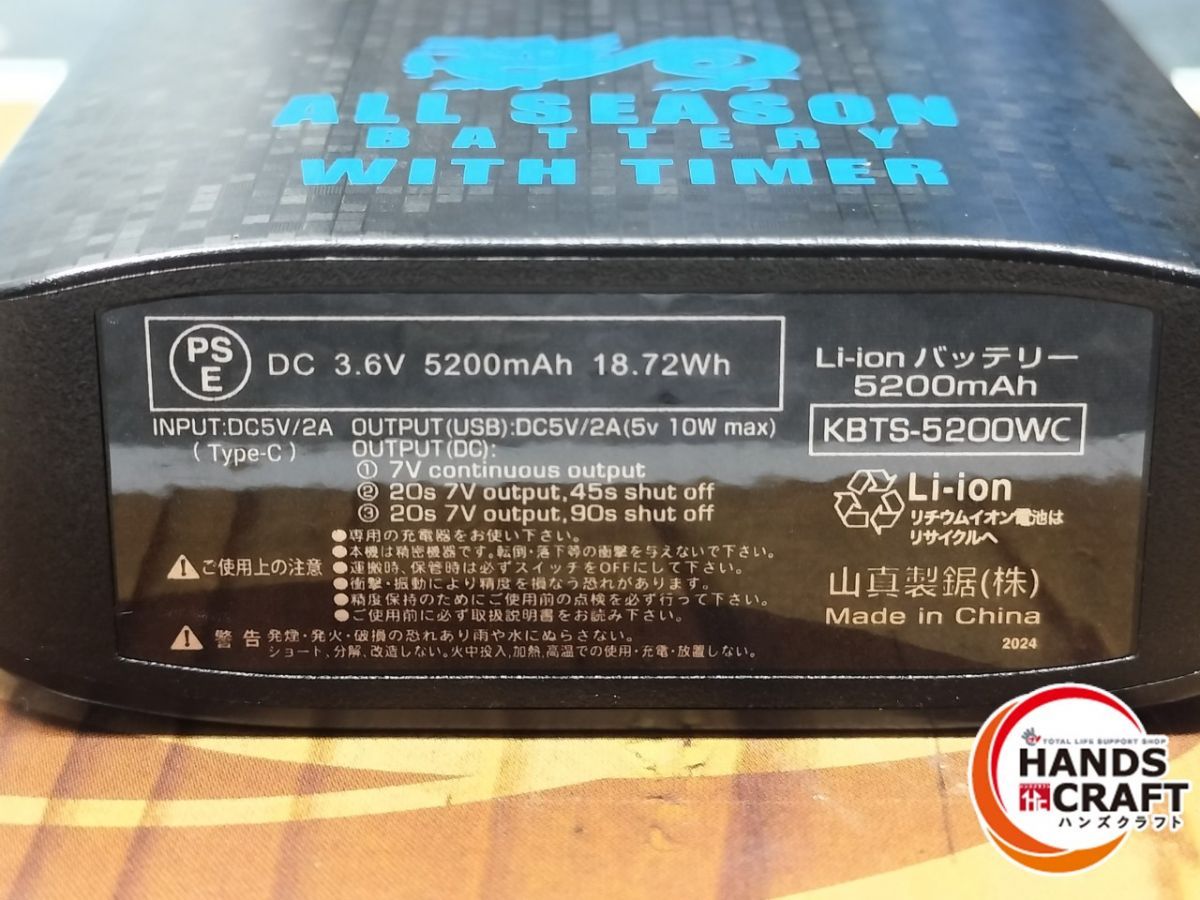 ALL SEASON
BATTERY
WITH TIMER
PS
E
DC 3.6V 5200mAh 18.72Wh
INPUT:DC5V/2A
(Type-C)
OUTPUT(USB):DC5V/2A(5v 10W max)
OUTPUT(DC):
① 7V continuous output
② 20s 7V output,45s shut off
③ 20s 7V output,90s shut off
Li-ion バッテリー
5200mAh
KBTS-5200WC
Li-ion
リチウムイオン電池は
リサイクルへ
ご使用上の注意
●専用の充電器をお使い下さい。
●本機は精密機器です。転倒・落下等の衝撃を与えないで下さい。
●運搬時、保管時は必ずスイッチをOFFにして下さい。
●衝撃・振動により精度を損なう恐れがあります。
●精度保持のためにご使用前の点検を必ず行って下さい。
●ご使用前に必ず取扱説明書をお読み下さい。
警告 発煙・発火・破損の恐れあり雨や水にぬらさない。
ショート、分解、改造しない。火中投入,加熱,高温での使用・充電・放置しない。
山真製鋸(株)
Made in China
2024
TOTAL LIFE SUPPORT SHOP
HANDS
CRAFT
ハンズクラフト